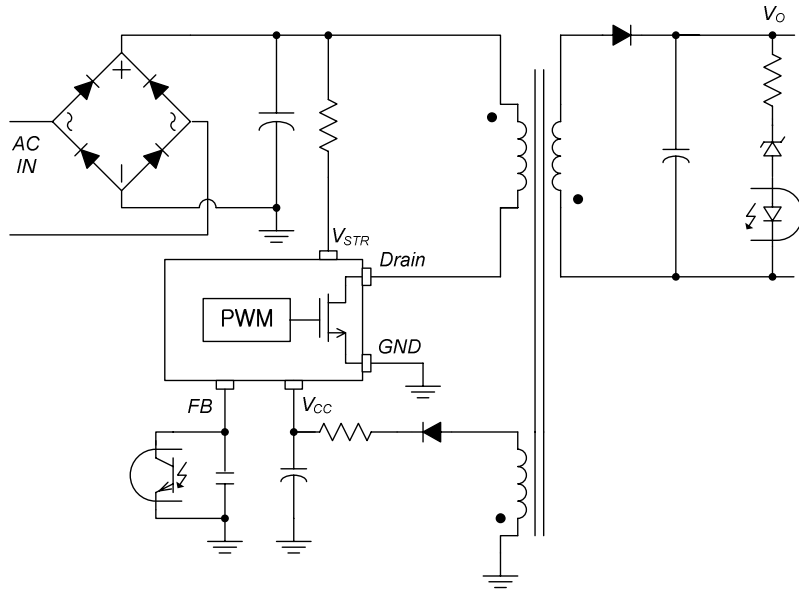 V_O
AC
IN
V_STR
Drain
PWM
GND
FB
V_CC